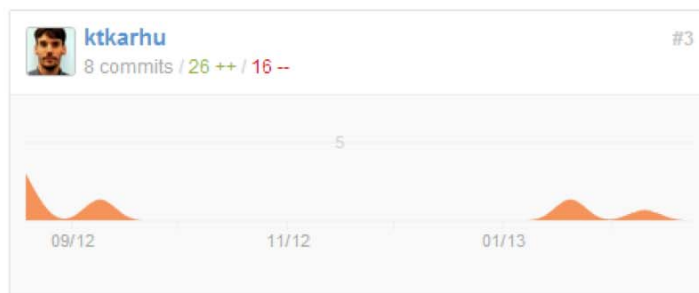 ktkarhu
#3
8 commits / 26 ++ / 16 --
5
09/12 11/12 01/13